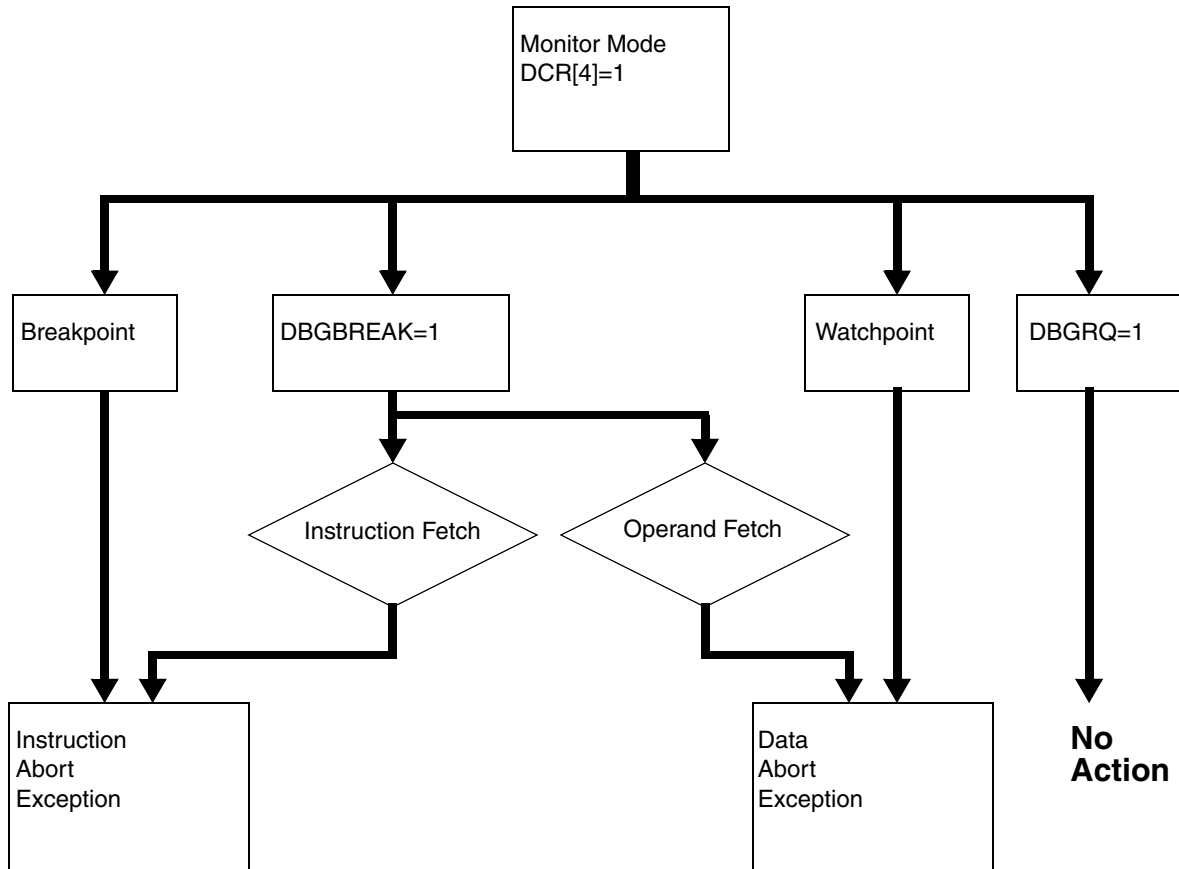 Monitor Mode
DCR[4]=1
Breakpoint
DBGBREAK=1
Watchpoint
DBGRQ=1
Instruction Fetch
Operand Fetch
Instruction
Abort
Exception
Data
Abort
Exception
No
Action